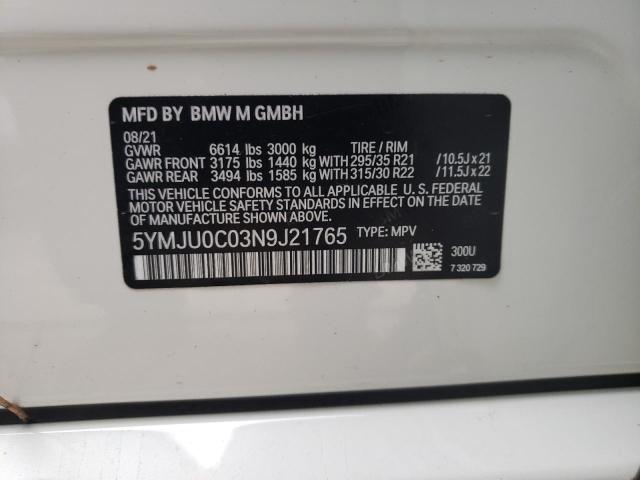 MFD BY BMW M GMBH
08/21
GVWR 6614 lbs 3000 kg TIRE / RIM
GAWR FRONT 3175 lbs 1440 kg WITH 295/35 R21 /10.5J x 21
GAWR REAR 3494 lbs 1585 kg WITH 315/30 R22 /11.5J x 22
THIS VEHICLE CONFORMS TO ALL APPLICABLE U. S. FEDERAL
MOTOR VEHICLE SAFETY STANDARDS IN EFFECT ON THE DATE
OF MANUFACTURE SHOWN ABOVE.
5YMJU0C03N9J21765 TYPE: MPV
300U
7 320 729